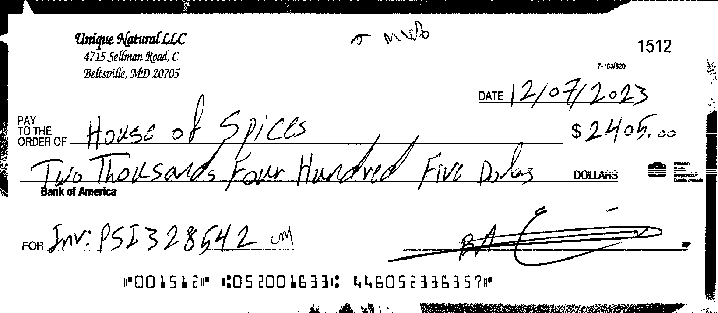 Unique Natural LLC
4715 Sellman Road, C
Beltsville, MD 20705
1512
DATE 12/07/2023
PAY
TO THE
ORDER OF House of Spices $ 2405.00
Two Thousands Four Hundred Five Dolas DOLLARS
Bank of America
FOR Inv: PSI328542
⑈001512⑈ ⑆052001633⑆ 446052336357⑈